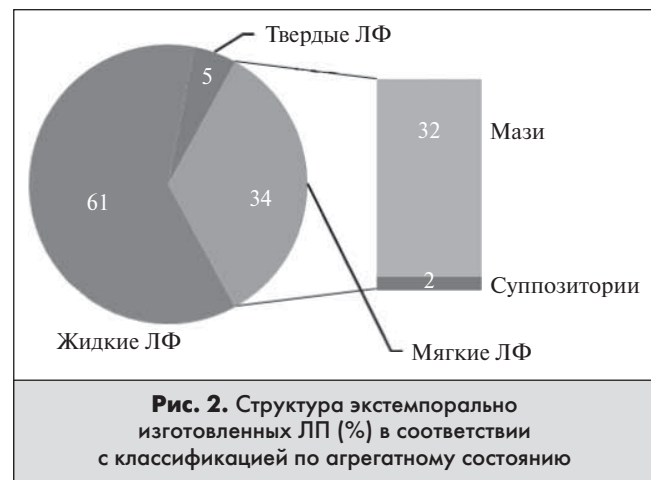 Твердые ЛФ
5
32
Мази
61
34
2
Суппозитории
Жидкие ЛФ
Мягкие ЛФ
Рис. 2. Структура экстемпорально
изготовленных ЛП (%) в соответствии
с классификацией по агрегатному состоянию